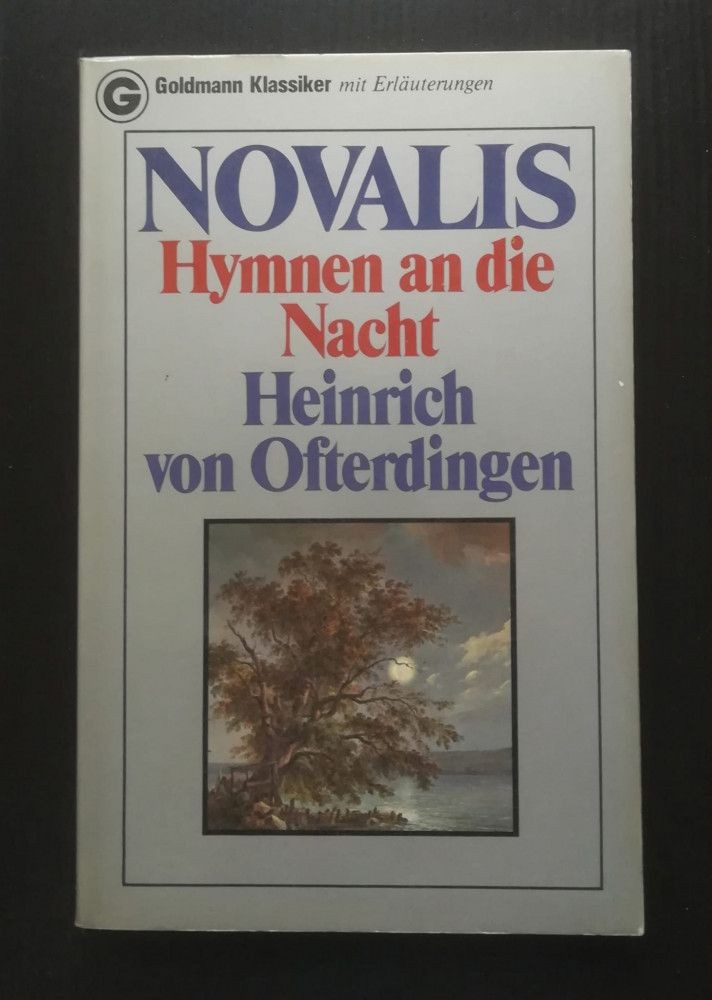 G Goldmann Klassiker mit Erläuterungen
NOVALIS
Hymnen an die
Nacht
Heinrich
von Ofterdingen